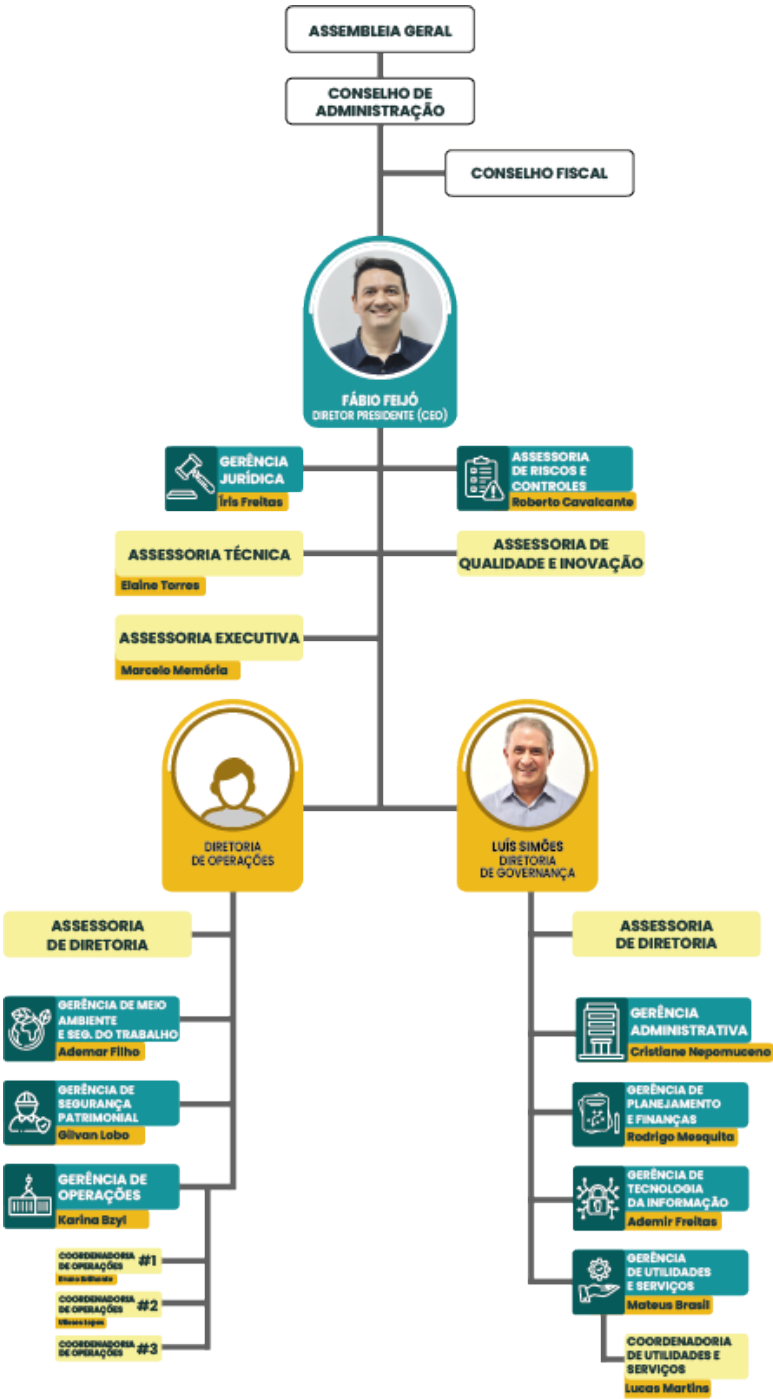 ASSEMBLEIA GERAL
CONSELHO DE
ADMINISTRAÇÃO
CONSELHO FISCAL
FÁBIO FEIJÓ
DIRETOR PRESIDENTE (CEO)
GERÊNCIA
JURÍDICA
Íris Freitas
ASSESSORIA
DE RISCOS E
CONTROLES
Roberto Cavalcante
ASSESSORIA TÉCNICA
Elaine Torres
ASSESSORIA DE
QUALIDADE E INOVAÇÃO
ASSESSORIA EXECUTIVA
Marcelo Memória
DIRETORIA
DE OPERAÇÕES
LUÍS SIMÕES
DIRETORIA
DE GOVERNANÇA
ASSESSORIA
DE DIRETORIA
GERÊNCIA DE MEIO
AMBIENTE
E SEG. DO TRABALHO
Ademar Filho
GERÊNCIA DE
SEGURANÇA
PATRIMONIAL
Gilvan Lobo
GERÊNCIA DE
OPERAÇÕES
Karina Bzyl
COORDENADORIA
DE OPERAÇÕES #1
Bruno Brilhante
COORDENADORIA
DE OPERAÇÕES #2
Ulisses Lopes
COORDENADORIA
DE OPERAÇÕES #3
ASSESSORIA
DE DIRETORIA
GERÊNCIA
ADMINISTRATIVA
Cristiane Nepomuceno
GERÊNCIA DE
PLANEJAMENTO
E FINANÇAS
Rodrigo Mesquita
GERÊNCIA DE
TECNOLOGIA
DA INFORMAÇÃO
Ademir Freitas
GERÊNCIA
DE UTILIDADES
E SERVIÇOS
Mateus Brasil
COORDENADORIA
DE UTILIDADES E
SERVIÇOS
Lucas Martins